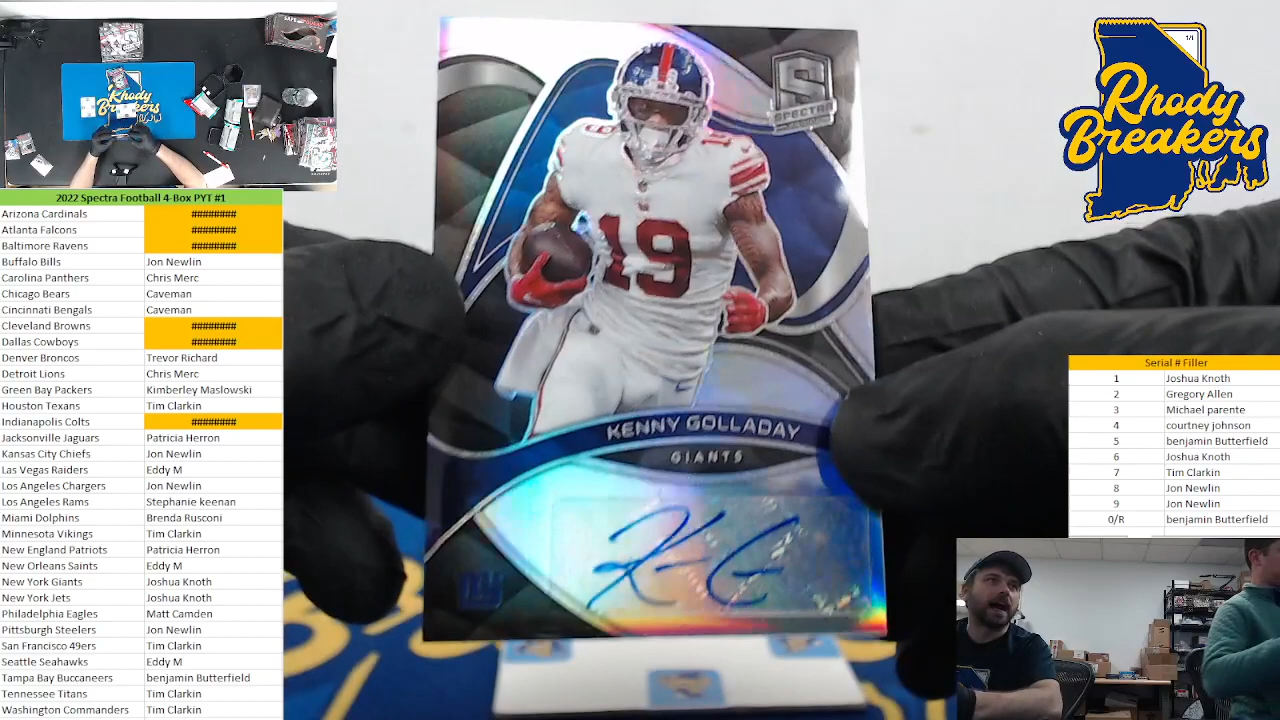 Rhody
Breakers
2022 Spectra Football 4-Box PYT #1
Arizona Cardinals ########
Atlanta Falcons ########
Baltimore Ravens ########
Buffalo Bills Jon Newlin
Carolina Panthers Chris Merc
Chicago Bears Caveman
Cincinnati Bengals Caveman
Cleveland Browns ########
Dallas Cowboys ########
Denver Broncos Trevor Richard
Detroit Lions Chris Merc
Green Bay Packers Kimberley Maslowski
Houston Texans Tim Clarkin
Indianapolis Colts ########
Jacksonville Jaguars Patricia Herron
Kansas City Chiefs Jon Newlin
Las Vegas Raiders Eddy M
Los Angeles Chargers Jon Newlin
Los Angeles Rams Stephanie keenan
Miami Dolphins Brenda Rusconi
Minnesota Vikings Tim Clarkin
New England Patriots Patricia Herron
New Orleans Saints Eddy M
New York Giants Joshua Knoth
New York Jets Joshua Knoth
Philadelphia Eagles Matt Camden
Pittsburgh Steelers Jon Newlin
San Francisco 49ers Tim Clarkin
Seattle Seahawks Eddy M
Tampa Bay Buccaneers benjamin Butterfield
Tennessee Titans Tim Clarkin
Washington Commanders Tim Clarkin
S
SPECTRA
19
19
KENNY GOLLADAY
GIANTS
1/1
Rhody
Breakers
Serial # Filler
1 Joshua Knoth
2 Gregory Allen
3 Michael parente
4 courtney johnson
5 benjamin Butterfield
6 Joshua Knoth
7 Tim Clarkin
8 Jon Newlin
9 Jon Newlin
0/R benjamin Butterfield